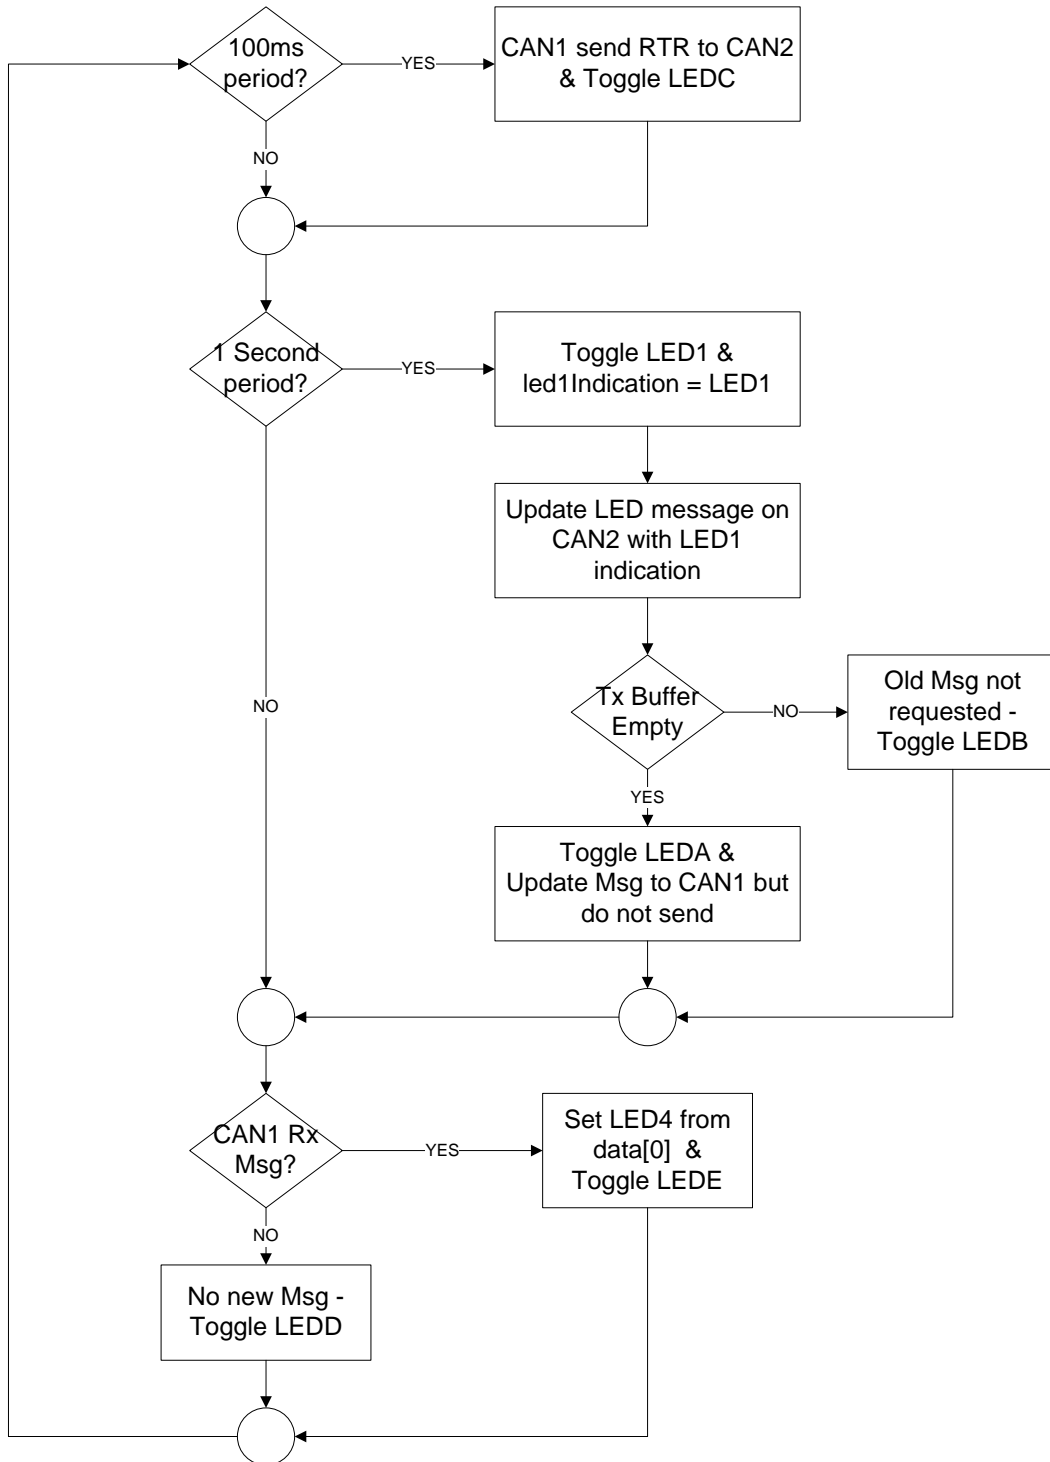 100ms
period?
YES
CAN1 send RTR to CAN2
& Toggle LEDC
NO
1 Second
period?
YES
Toggle LED1 &
led1Indication = LED1
Update LED message on
CAN2 with LED1
indication
NO
Tx Buffer
Empty
NO
Old Msg not
requested -
Toggle LEDB
YES
Toggle LEDA &
Update Msg to CAN1 but
do not send
CAN1 Rx
Msg?
YES
Set LED4 from
data[0] &
Toggle LEDE
NO
No new Msg -
Toggle LEDD